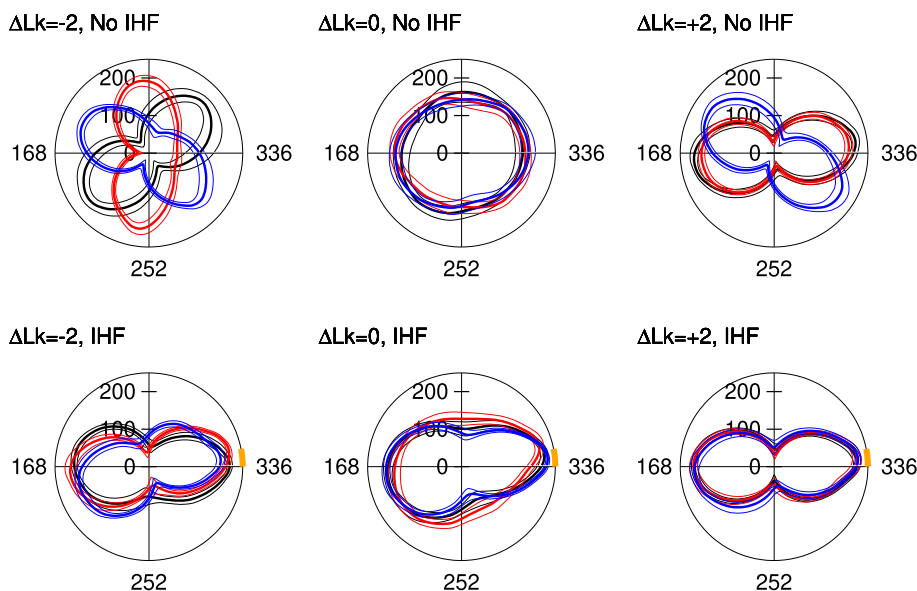 ΔLk=-2, No IHF ΔLk=0, No IHF ΔLk=+2, No IHF
200 200 200
100 100 100
168 0 336 168 0 336 168 0 336
252 252 252
ΔLk=-2, IHF ΔLk=0, IHF ΔLk=+2, IHF
200 200 200
100 100 100
168 0 336 168 0 336 168 0 336
252 252 252